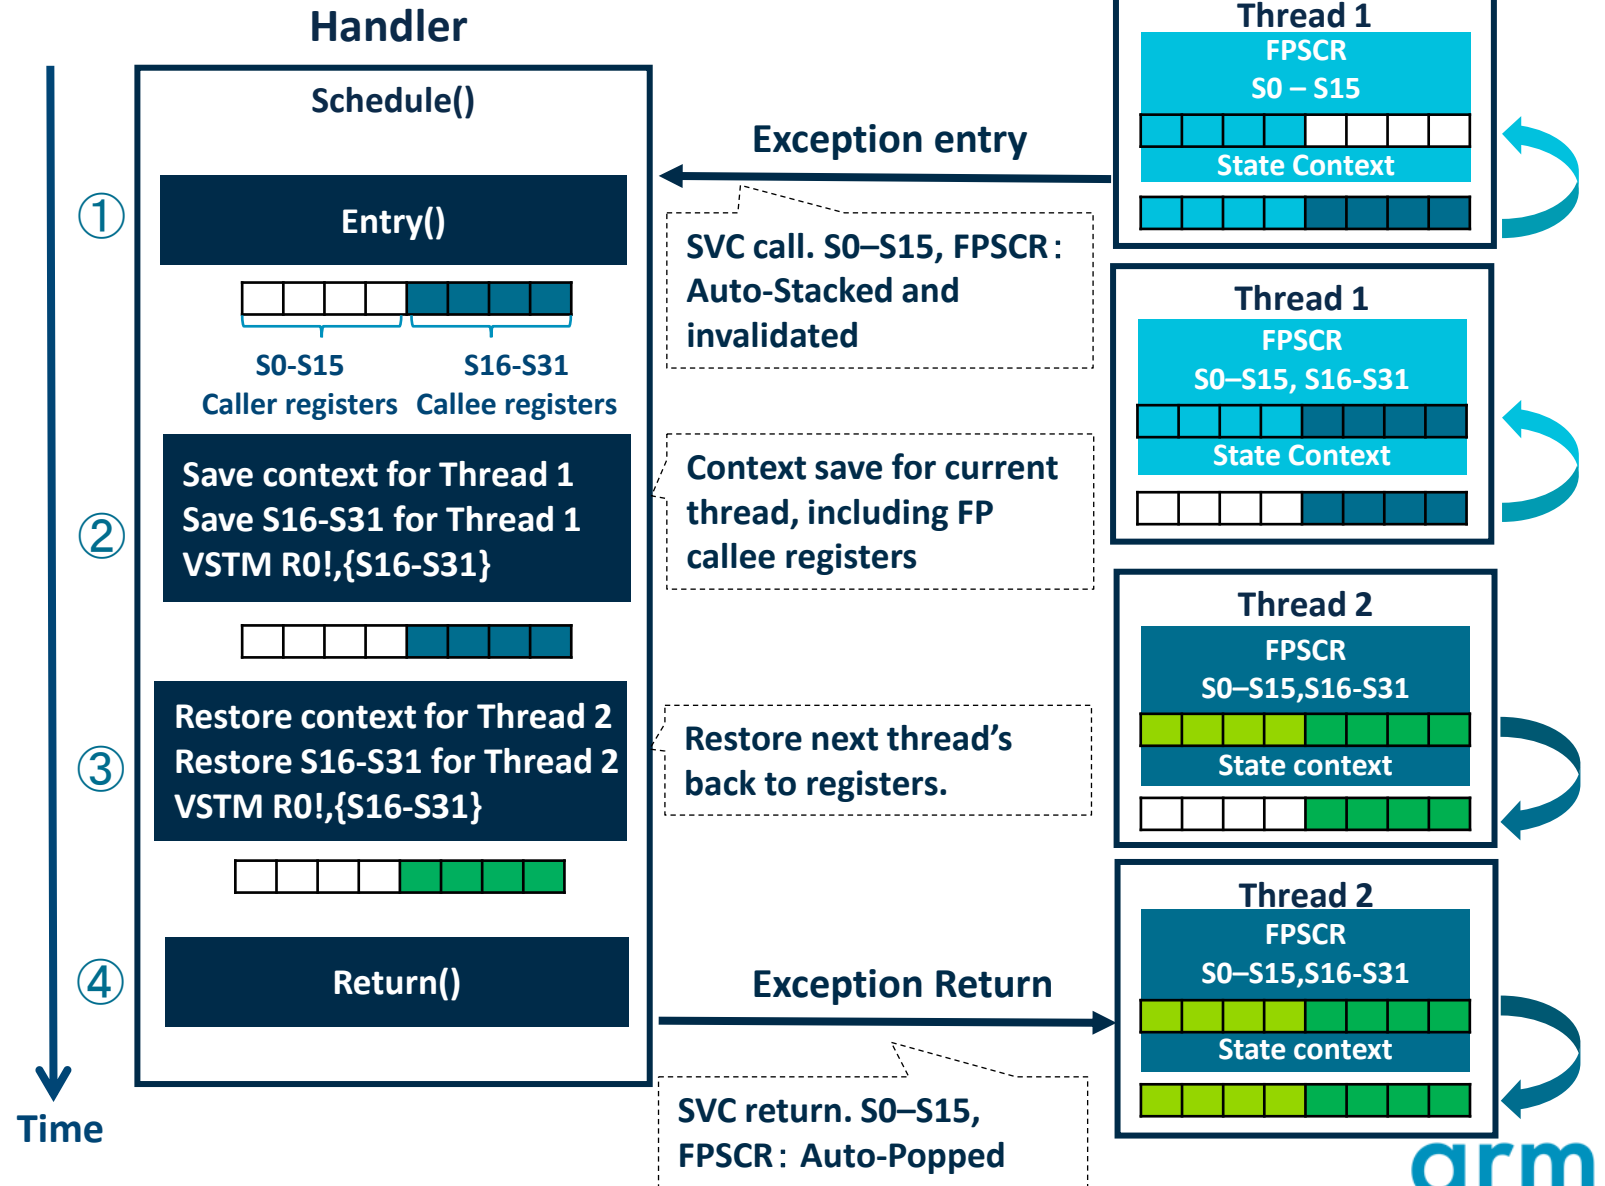 Handler
Schedule()
①
Entry()
S0-S15
Caller registers
S16-S31
Callee registers
②
Save context for Thread 1
Save S16-S31 for Thread 1
VSTM R0!,{S16-S31}
③
Restore context for Thread 2
Restore S16-S31 for Thread 2
VSTM R0!,{S16-S31}
④
Return()
Time
Exception entry
SVC call. S0–S15, FPSCR:
Auto-Stacked and
invalidated
Context save for current
thread, including FP
callee registers
Restore next thread’s
back to registers.
Exception Return
SVC return. S0–S15,
FPSCR: Auto-Popped
Thread 1
FPSCR
S0 – S15
State Context
Thread 1
FPSCR
S0–S15, S16-S31
State Context
Thread 2
FPSCR
S0–S15,S16-S31
State context
Thread 2
FPSCR
S0–S15,S16-S31
State context
arm